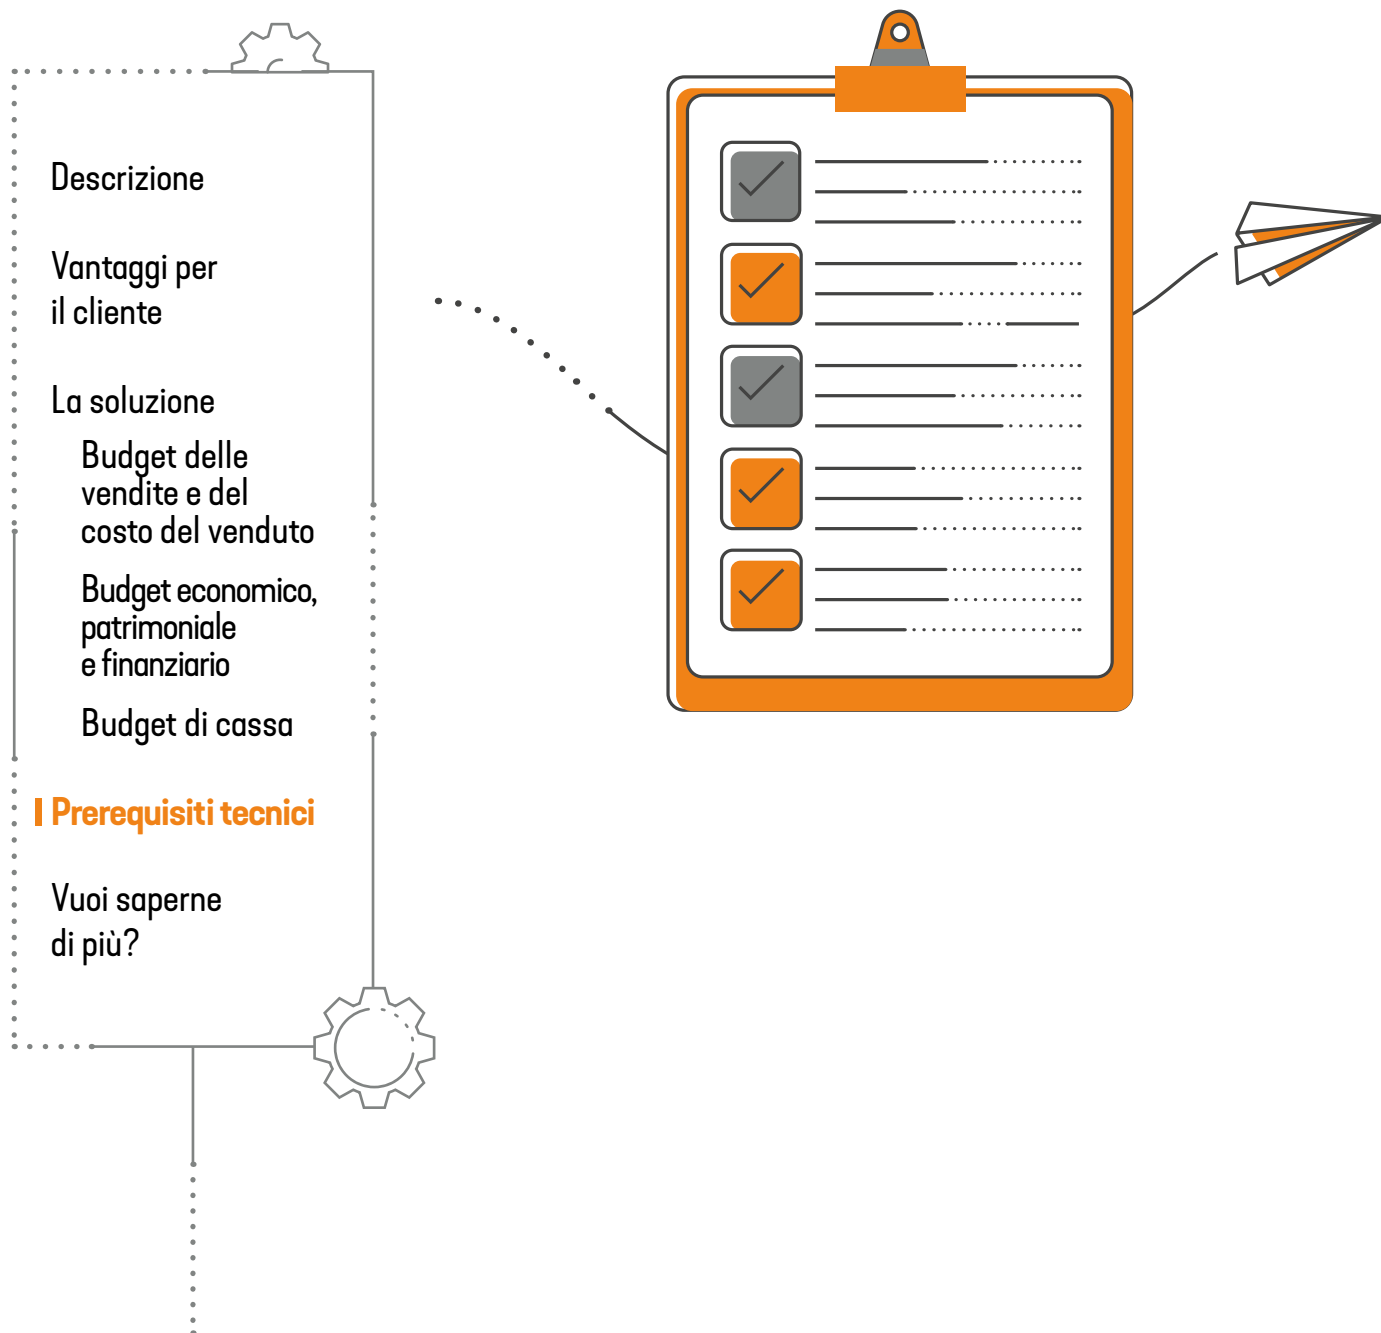 Descrizione
Vantaggi per
il cliente
La soluzione
Budget delle
vendite e del
costo del venduto
Budget economico,
patrimoniale
e finanziario
Budget di cassa
Prerequisiti tecnici
Vuoi saperne
di più?